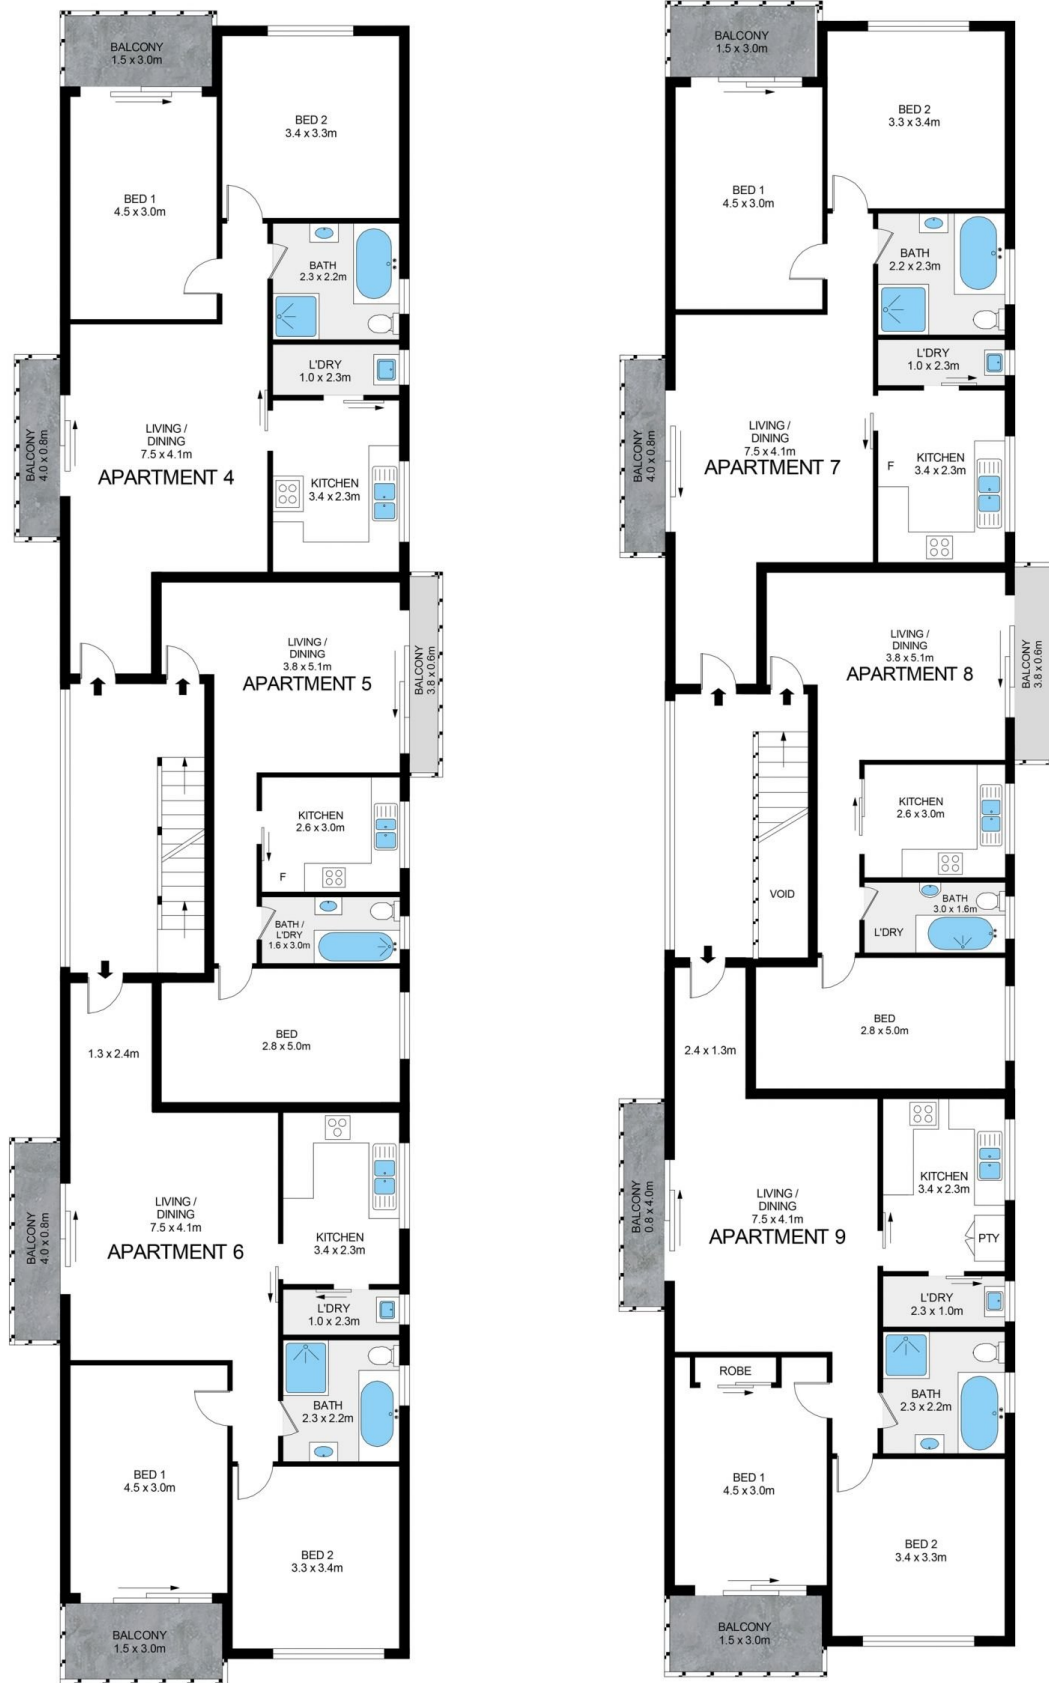 BALCONY
1.5 x 3.0m
BED 2
3.4 x 3.3m
BED 1
4.5 x 3.0m
BATH
2.3 x 2.2m
L'DRY
1.0 x 2.3m
LIVING /
DINING
7.5 x 4.1m
APARTMENT 4
BALCONY
4.0 x 0.8m
KITCHEN
3.4 x 2.3m
LIVING /
DINING
3.8 x 5.1m
APARTMENT 5
BALCONY
3.8 x 0.6m
KITCHEN
2.6 x 3.0m
F
BATH /
L'DRY
1.6 x 3.0m
BED
2.8 x 5.0m
1.3 x 2.4m
BALCONY
4.0 x 0.8m
LIVING /
DINING
7.5 x 4.1m
APARTMENT 6
KITCHEN
3.4 x 2.3m
L'DRY
1.0 x 2.3m
BATH
2.3 x 2.2m
BED 1
4.5 x 3.0m
BED 2
3.3 x 3.4m
BALCONY
1.5 x 3.0m
BALCONY
1.5 x 3.0m
BED 2
3.3 x 3.4m
BED 1
4.5 x 3.0m
BATH
2.2 x 2.3m
L'DRY
1.0 x 2.3m
LIVING /
DINING
7.5 x 4.1m
APARTMENT 7
BALCONY
4.0 x 0.8m
F
KITCHEN
3.4 x 2.3m
LIVING /
DINING
3.8 x 5.1m
APARTMENT 8
BALCONY
3.8 x 0.6m
KITCHEN
2.6 x 3.0m
VOID
BATH
3.0 x 1.6m
L'DRY
BED
2.8 x 5.0m
2.4 x 1.3m
BALCONY
0.8 x 4.0m
LIVING /
DINING
7.5 x 4.1m
APARTMENT 9
KITCHEN
3.4 x 2.3m
PTY
L'DRY
2.3 x 1.0m
ROBE
BATH
2.3 x 2.2m
BED 1
4.5 x 3.0m
BED 2
3.4 x 3.3m
BALCONY
1.5 x 3.0m